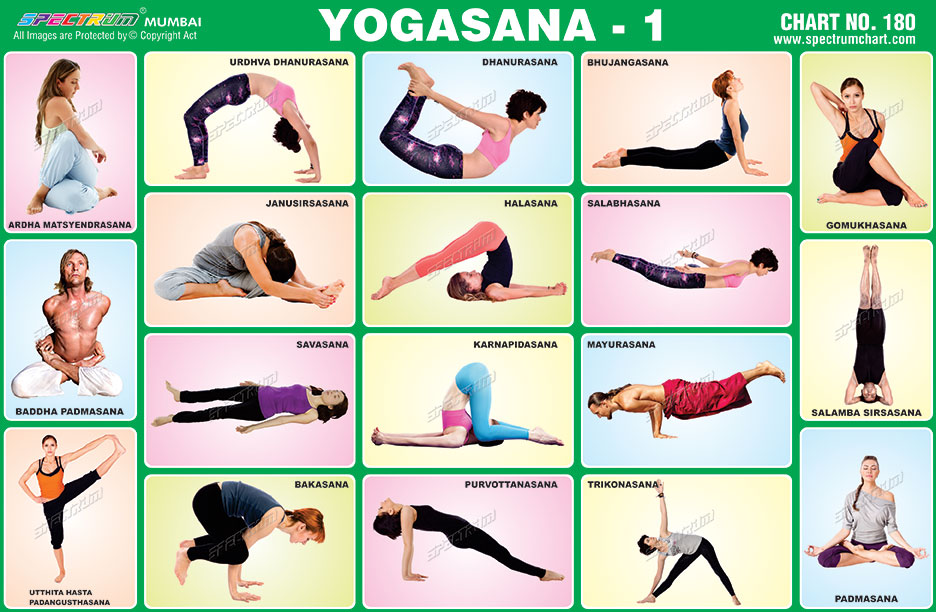 SPECTRUM® MUMBAI
All Images are Protected by © Copyright Act
YOGASANA - 1
CHART NO. 180
www.spectrumchart.com
ARDHA MATSYENDRASANA
URDHVA DHANURASANA
DHANURASANA
BHUJANGASANA
GOMUKHASANA
JANUSIRSASANA
HALASANA
SALABHASANA
BADDHA PADMASANA
SALAMBA SIRSASANA
SAVASANA
KARNAPIDASANA
MAYURASANA
UTTHITA HASTA
PADANGUSTHASANA
BAKASANA
PURVOTTANASANA
TRIKONASANA
PADMASANA